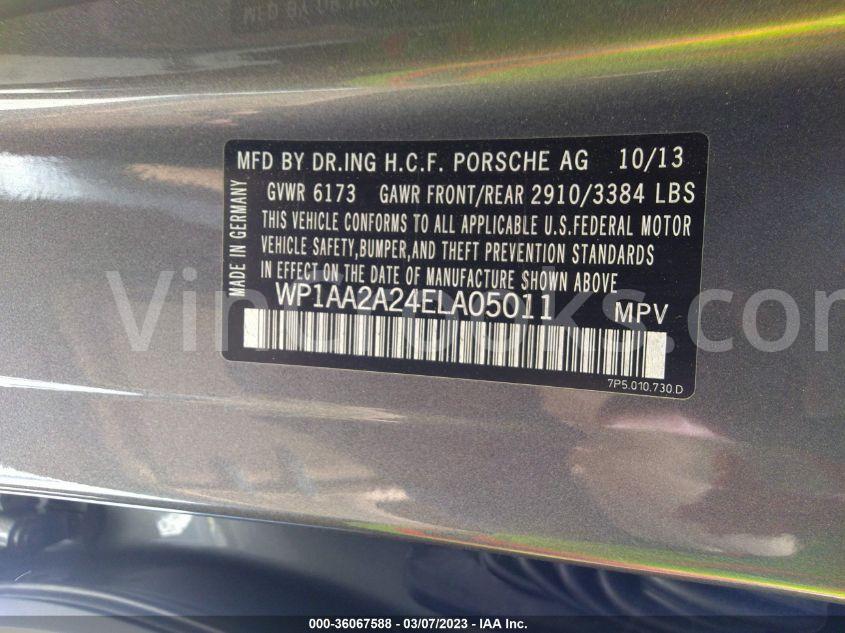 MFD BY DR.ING H.C.F. PORSCHE AG 10/13
GVWR 6173 GAWR FRONT/REAR 2910/3384 LBS
THIS VEHICLE CONFORMS TO ALL APPLICABLE U.S.FEDERAL MOTOR
VEHICLE SAFETY,BUMPER,AND THEFT PREVENTION STANDARDS
IN EFFECT ON THE DATE OF MANUFACTURE SHOWN ABOVE
WP1AA2A24ELA05011 MPV
7P5.010.730.D
MADE IN GERMANY
000-36067588 - 03/07/2023 - IAA Inc.